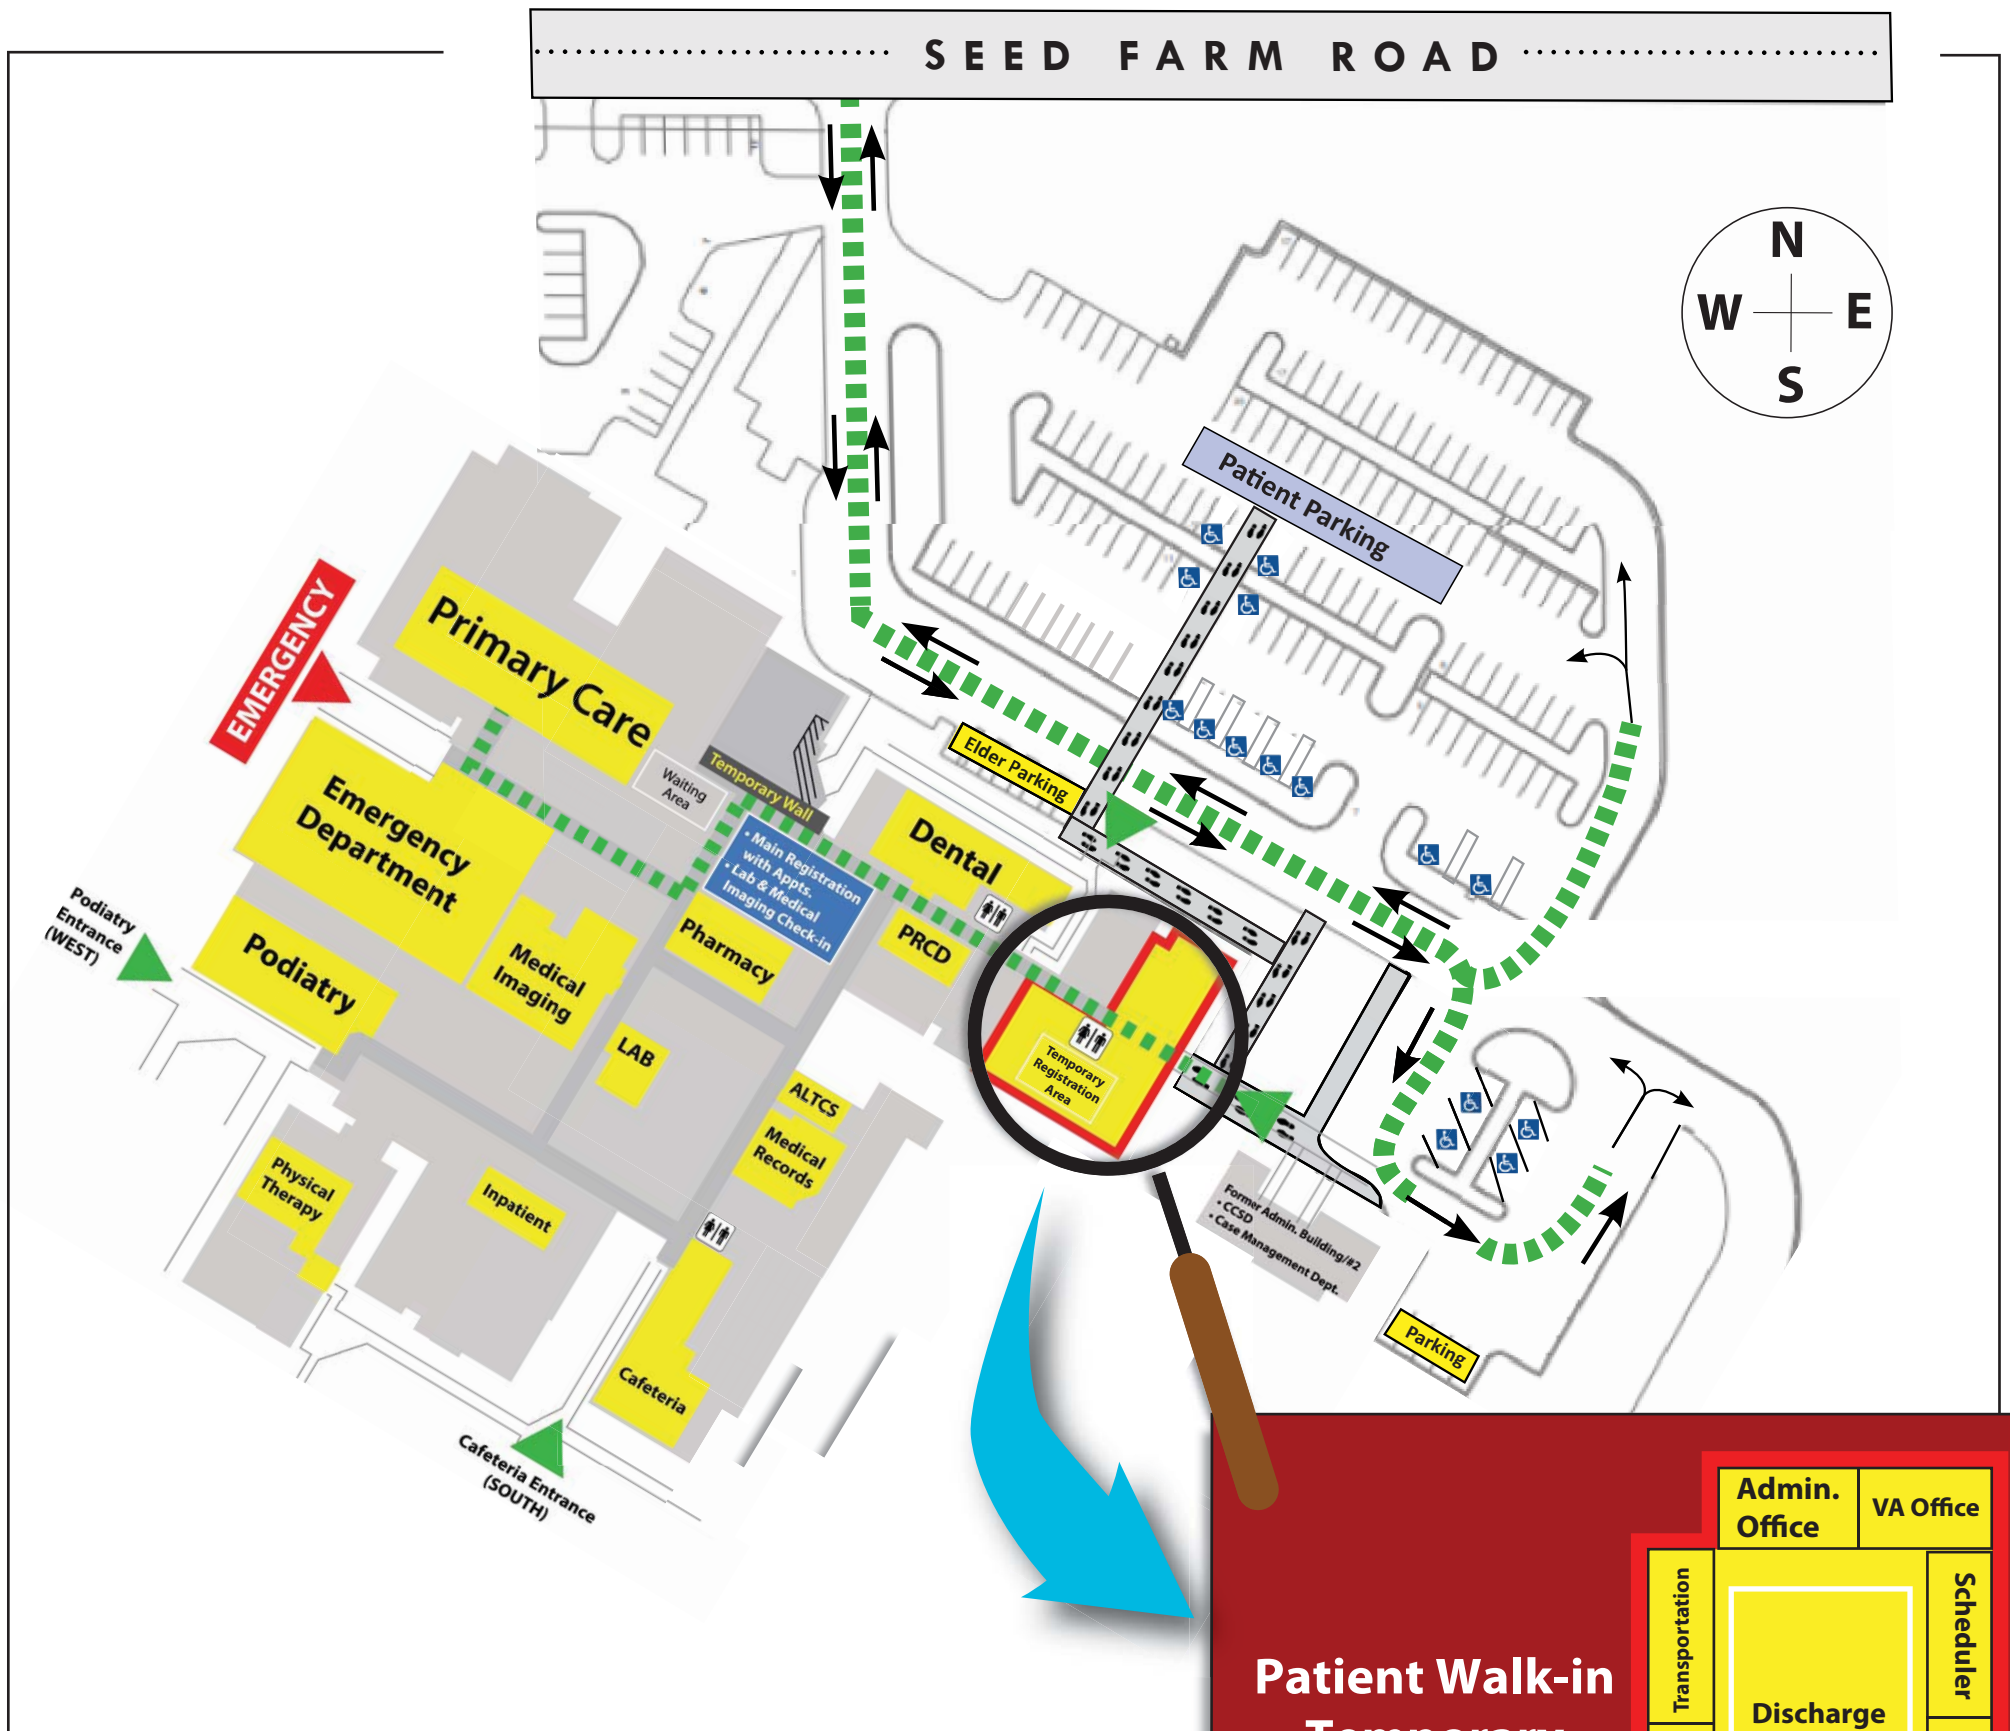 SEED FARM ROAD
N
W E
S
Patient Parking
EMERGENCY
Primary Care
Waiting
Area
Temporary Wall
Elder Parking
Emergency
Department
• Main Registration
with Appts.
• Lab & Medical
Imaging Check-in
Dental
Podiatry
Entrance
(WEST)
Podiatry
Medical
Imaging
Pharmacy
PRCD
LAB
Temporary
Registration
Area
ALTCS
Medical
Records
Physical
Therapy
Inpatient
Former Admin. Building/#2
• CCSD
• Case Management Dept.
Parking
Cafeteria
Cafeteria Entrance
(SOUTH)
Admin.
Office
VA Office
Transportation
Scheduler
Discharge
Patient Walk-in
Temporary